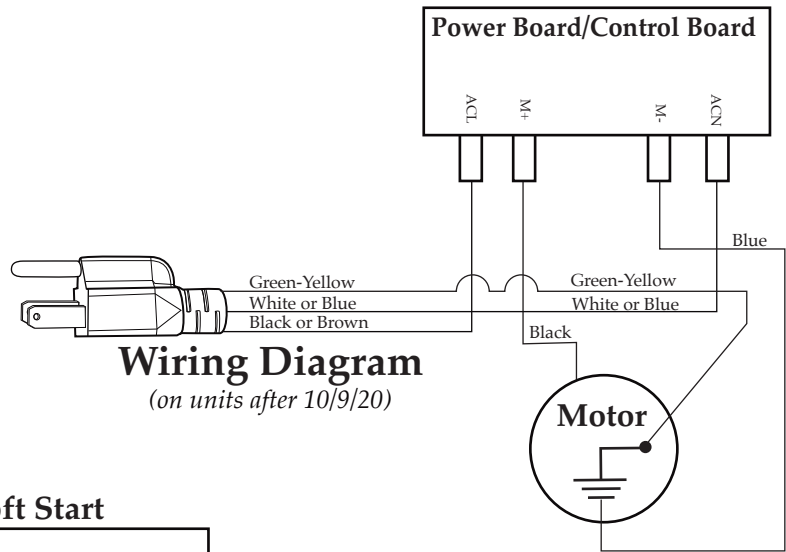 Power Board/Control Board
ACL
M+
M-
ACN
Blue
Green-Yellow
Green-Yellow
White or Blue
White or Blue
Black or Brown
Black
Wiring Diagram
(on units after 10/9/20)
Motor
Start